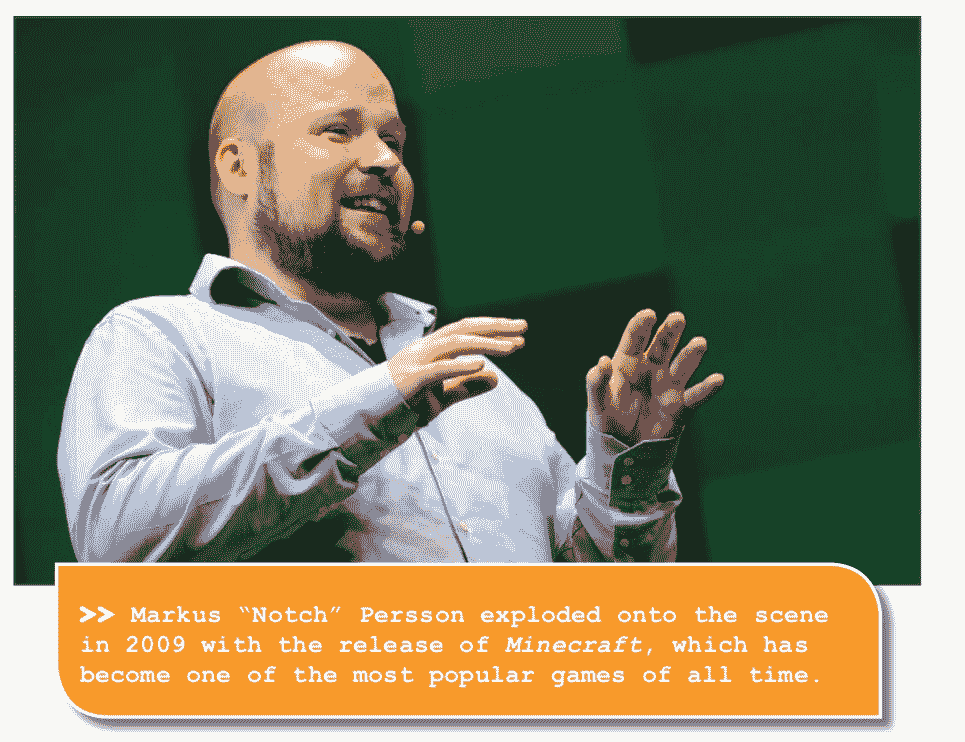 >> Markus “Notch” Persson exploded onto the scene
in 2009 with the release of Minecraft, which has
become one of the most popular games of all time.